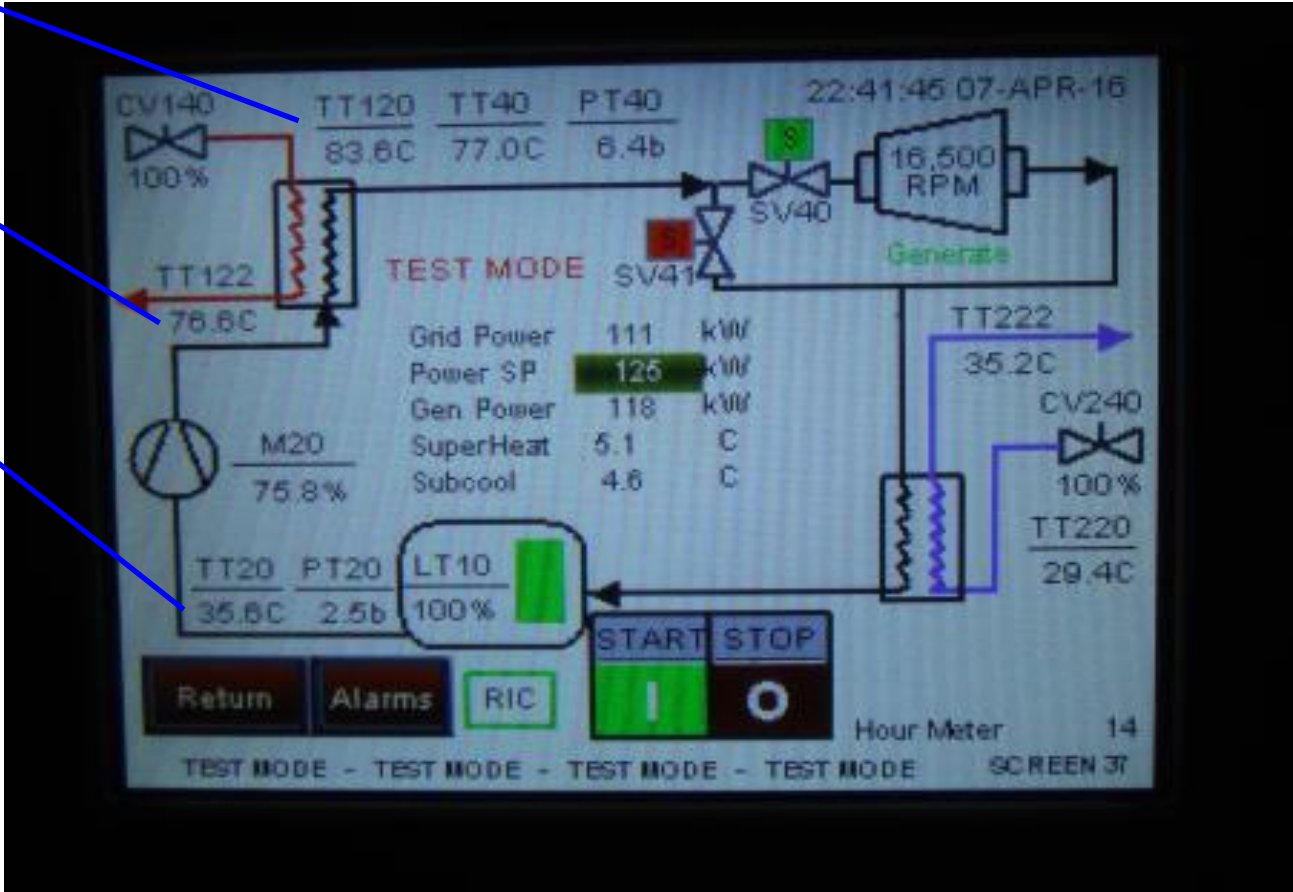 22:41:45 07-APR-16
CV140 TT120 TT40 PT40
83.6C 77.0C 6.4b
100%
S
16,500
RPM
SV40
S
SV41
Generate
TEST MODE
TT122
76.6C
TT222
35.2C
Grid Power 111 kW
Power SP 125 kW
Gen Power 118 kW
SuperHeat 5.1 C
Subcool 4.6 C
CV240
100%
M20
75.8%
TT220
29.4C
TT20 PT20 LT10
35.6C 2.5b 100%
START STOP
I O
Return Alarms RIC
Hour Meter 14
TEST MODE - TEST MODE - TEST MODE - TEST MODE SCREEN 37